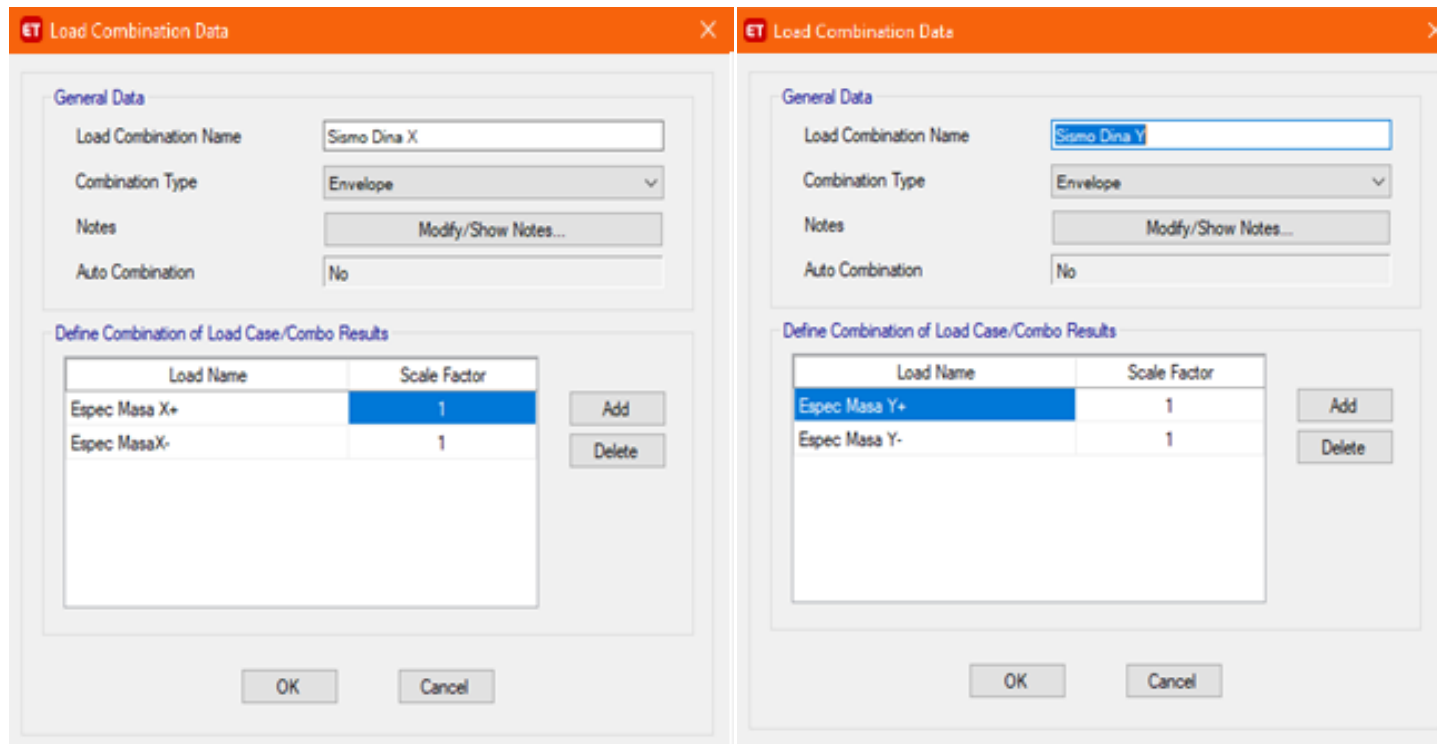 ET Load Combination Data
General Data
Load Combination Name Sismo Dina X
Combination Type Envelope
Notes Modify/Show Notes...
Auto Combination No
Define Combination of Load Case/Combo Results
Load Name Scale Factor
Espec Masa X+ 1 Add
Espec MasaX- 1 Delete
OK Cancel
ET Load Combination Data
General Data
Load Combination Name Sismo Dina Y
Combination Type Envelope
Notes Modify/Show Notes...
Auto Combination No
Define Combination of Load Case/Combo Results
Load Name Scale Factor
Espec Masa Y+ 1 Add
Espec Masa Y- 1 Delete
OK Cancel